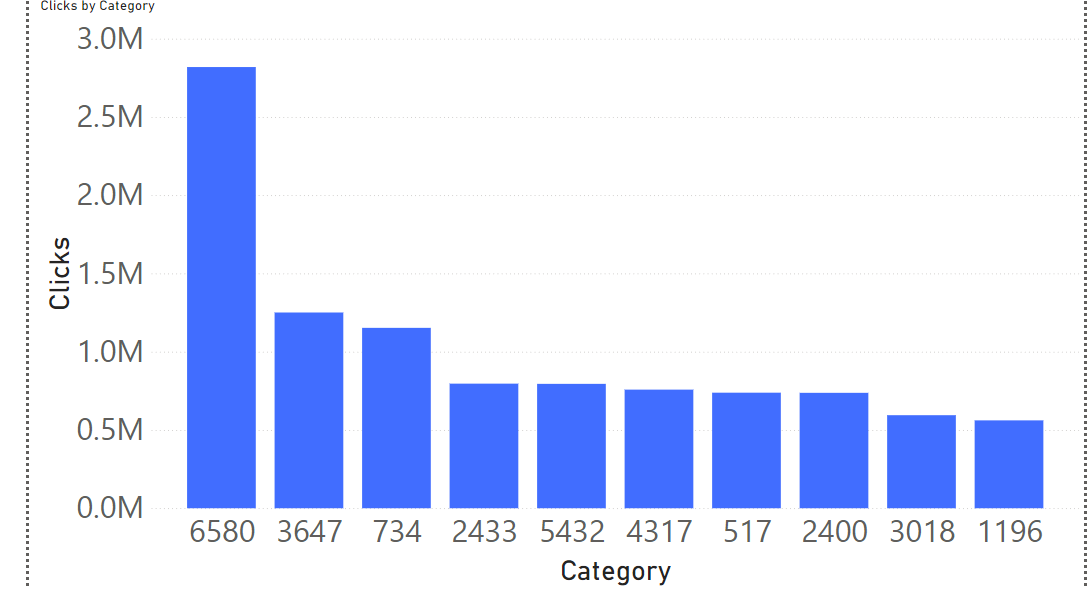 Clicks by Category
3.0M
2.5M
2.0M
1.5M
1.0M
0.5M
0.0M
Clicks
6580 3647 734 2433 5432 4317 517 2400 3018 1196
Category